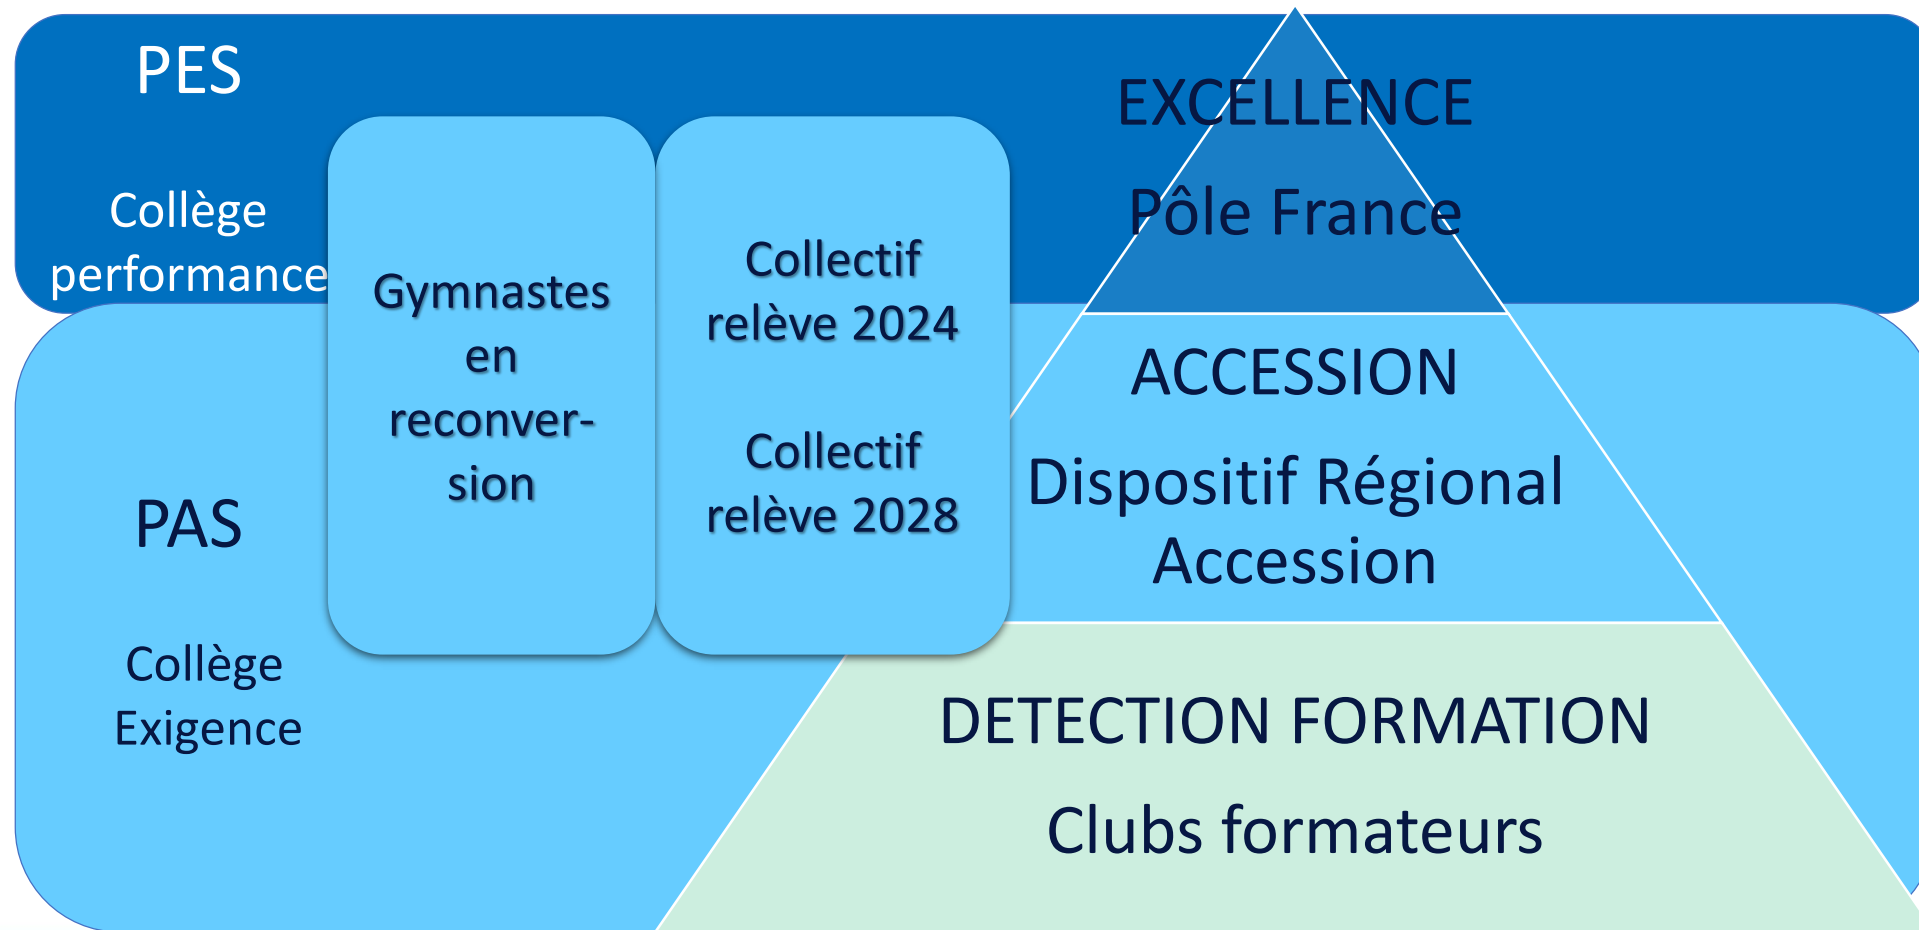 PES
Collège
performance
PAS
Collège
Exigence
Gymnastes
en
reconver-
sion
Collectif
relève 2024
Collectif
relève 2028
EXCELLENCE
Pôle France
ACCESSION
Dispositif Régional
Accession
DETECTION FORMATION
Clubs formateurs